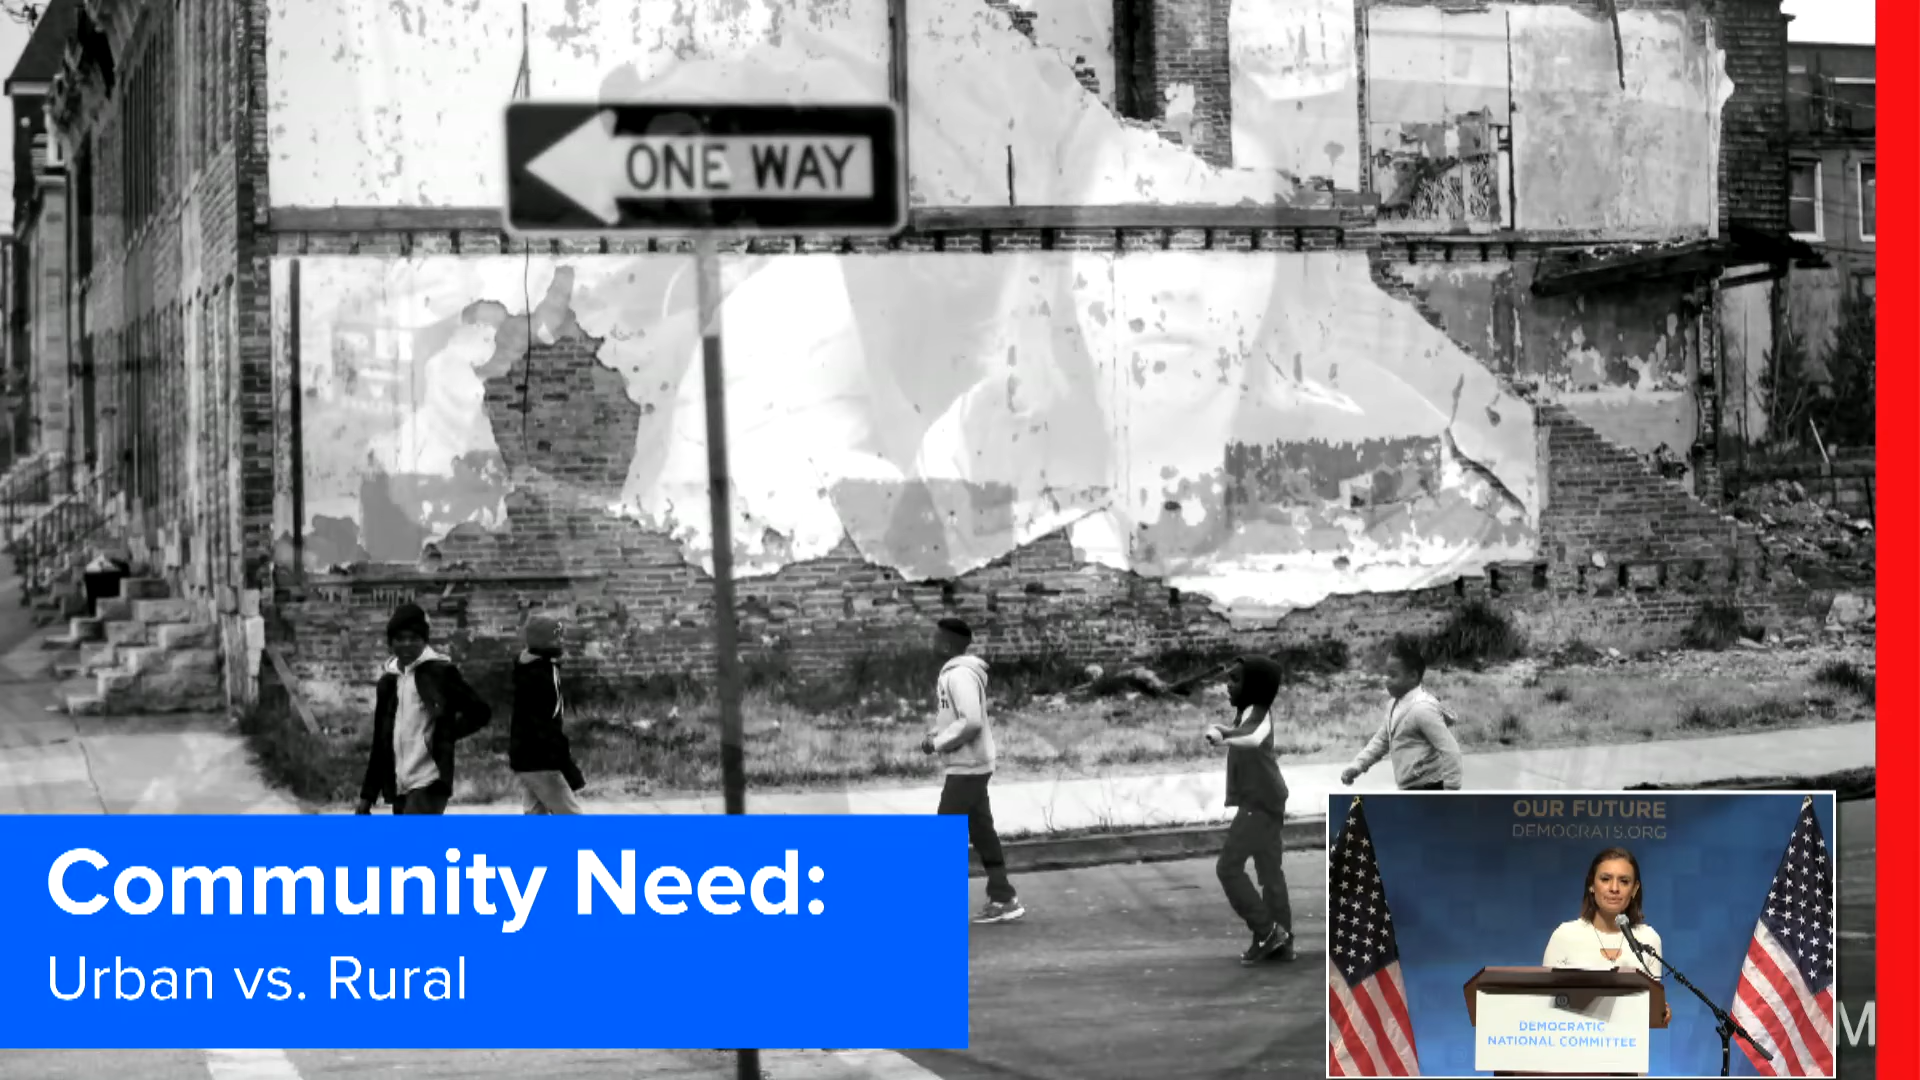 ONE WAY
Community Need:
Urban vs. Rural
OUR FUTURE
DEMOCRATS.ORG
DEMOCRATIC
NATIONAL COMMITTEE
M